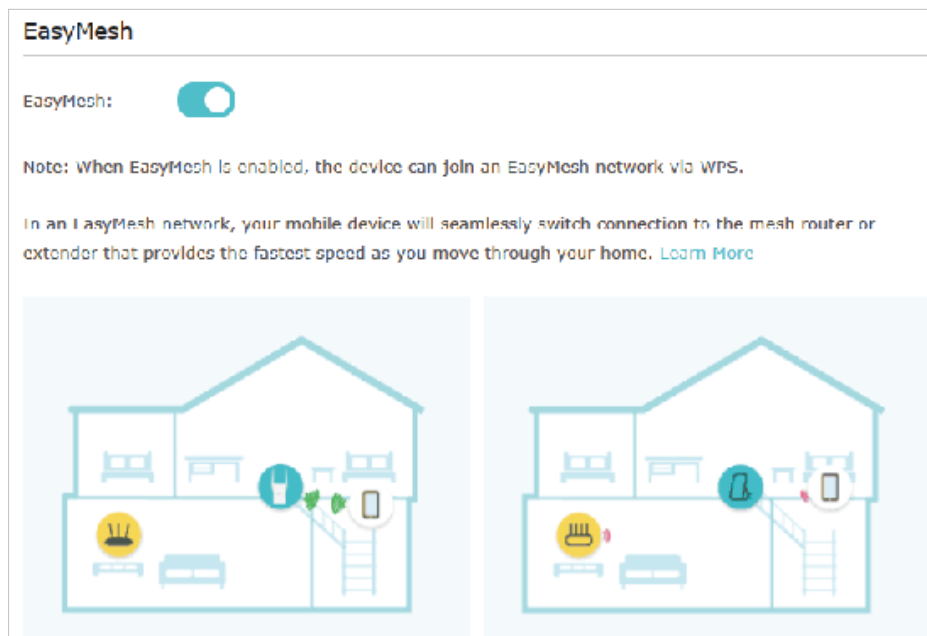 EasyMesh
EasyMesh:
Note: When EasyMesh is enabled, the device can join an EasyMesh network via WPS.
In an EasyMesh network, your mobile device will seamlessly switch connection to the mesh router or
extender that provides the fastest speed as you move through your home. Learn More